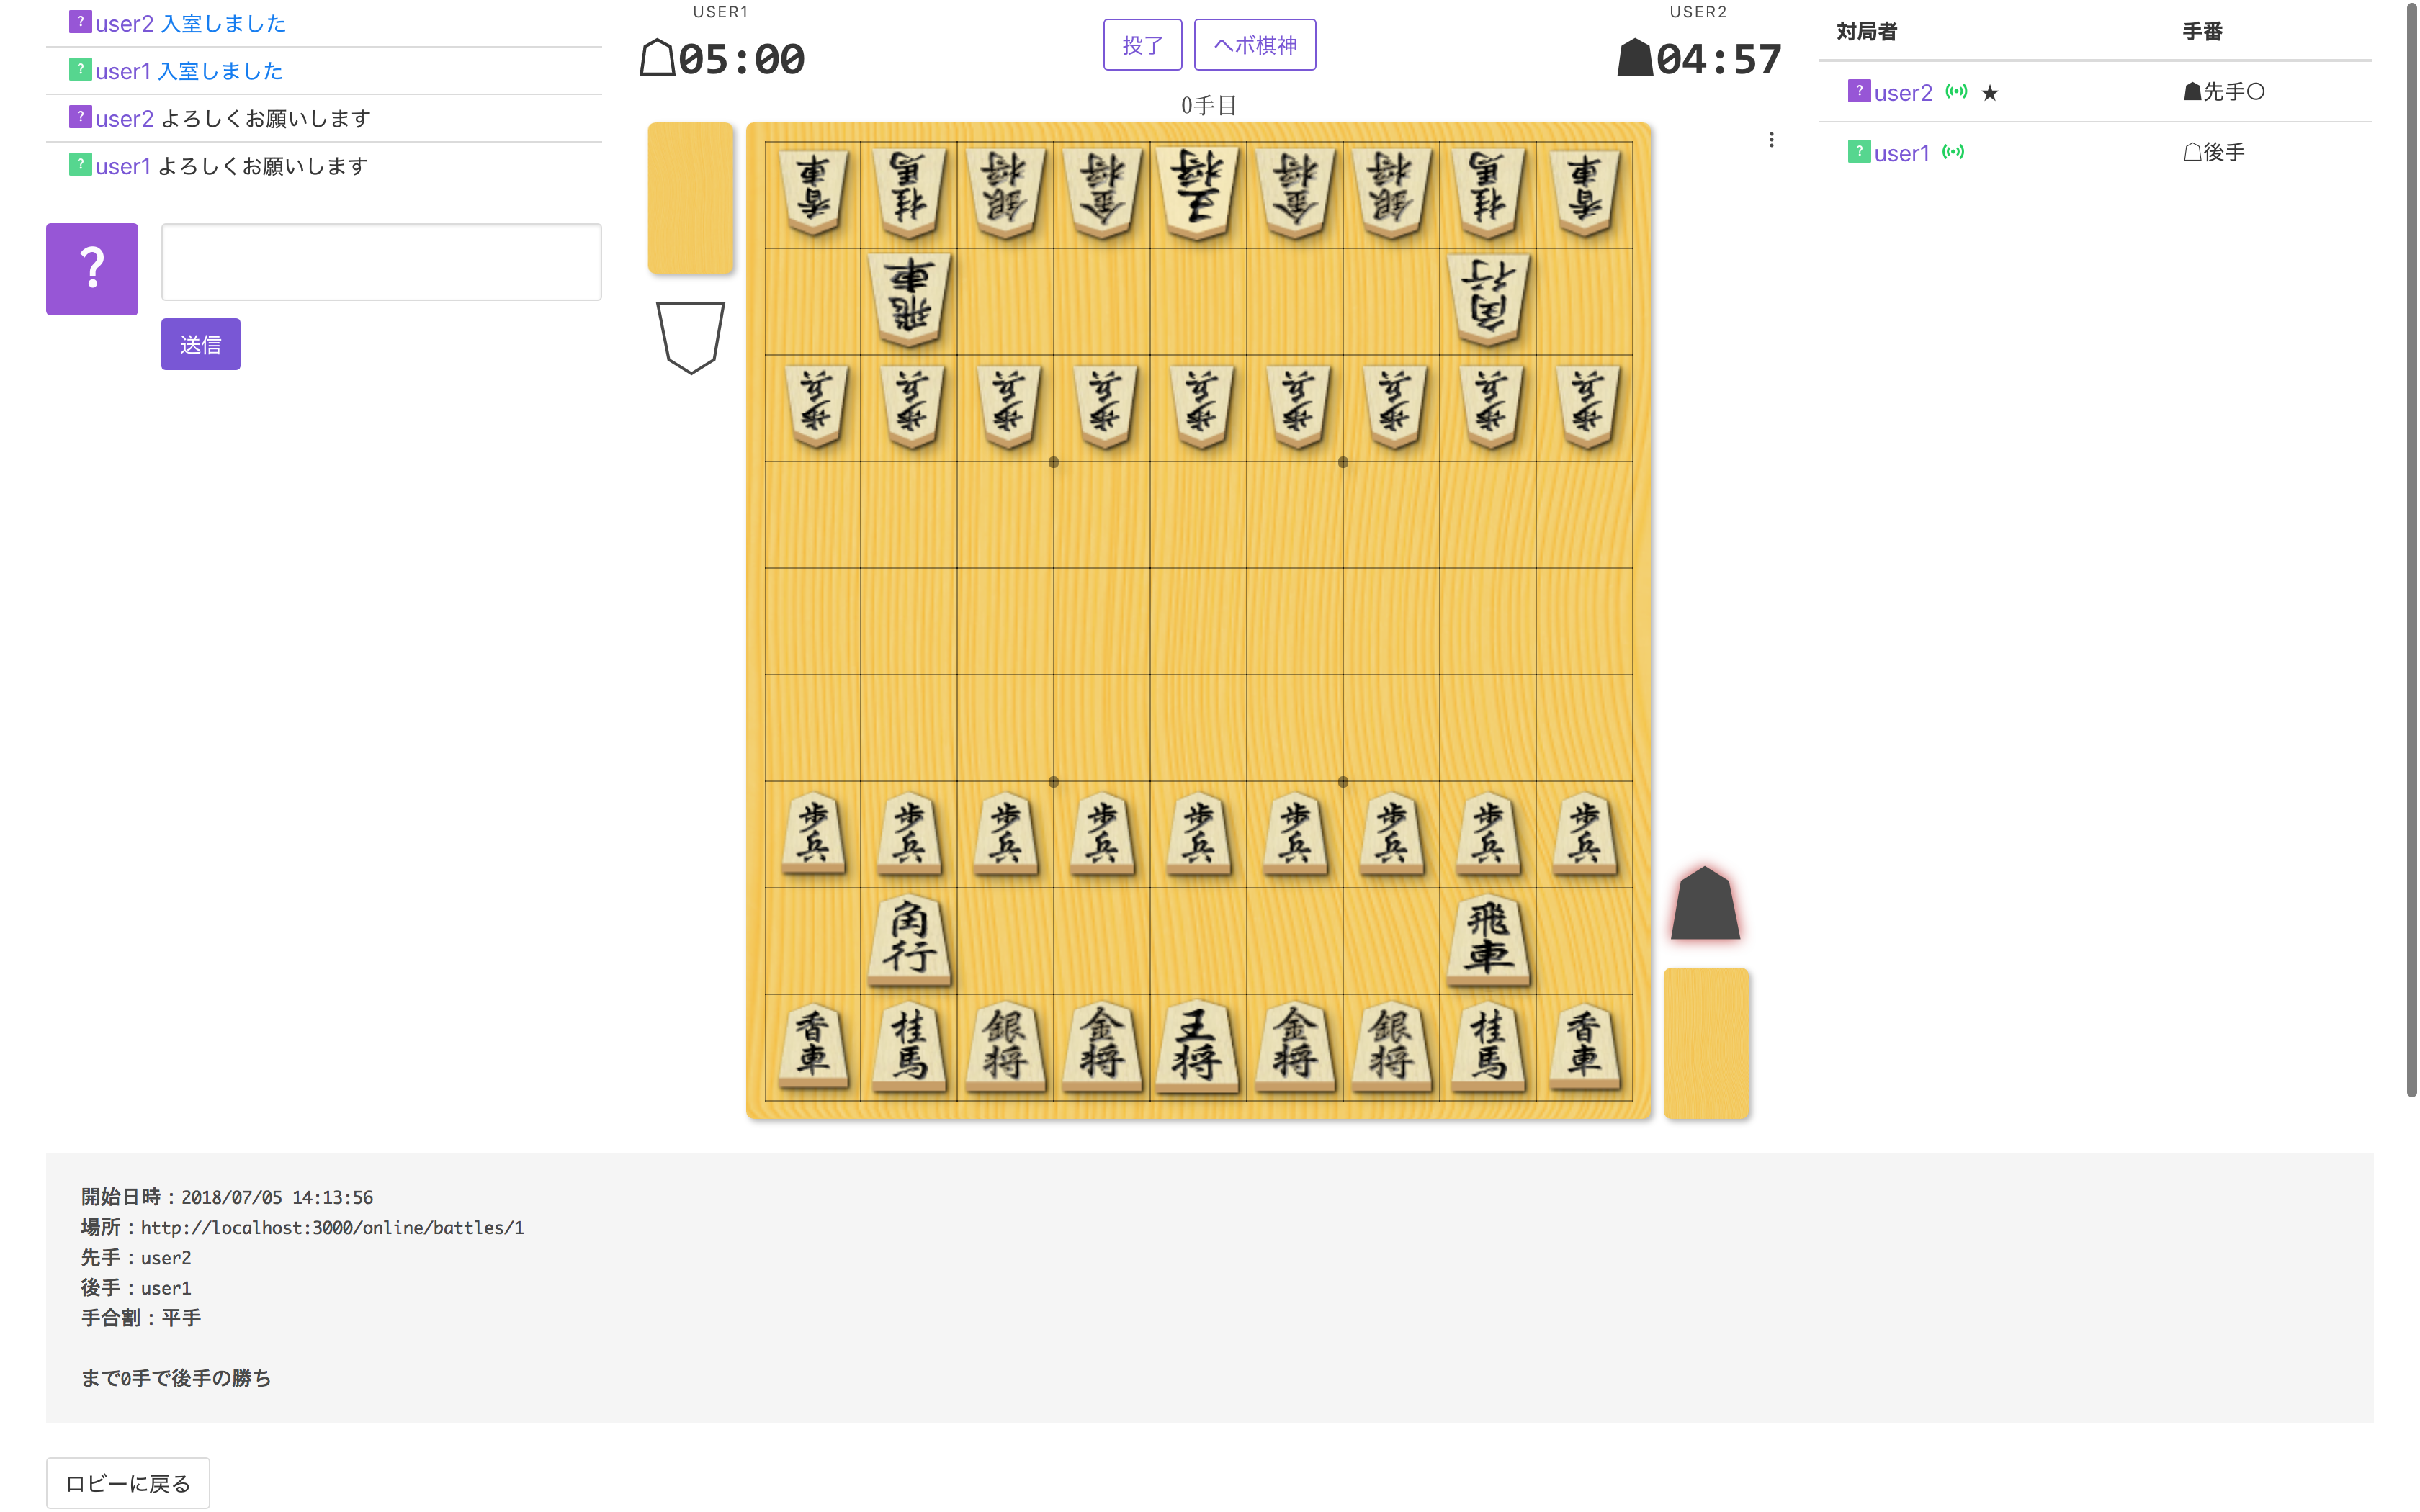 ? user2 入室しました
? user1 入室しました
? user2 よろしくお願いします
? user1 よろしくお願いします
?
送信
USER1
05:00
投了
ヘボ棋神
USER2
04:57
0手目
香車 桂馬 銀将 金将 王将 金将 銀将 桂馬 香車
飛車 角行
歩兵 歩兵 歩兵 歩兵 歩兵 歩兵 歩兵 歩兵 歩兵
歩兵 歩兵 歩兵 歩兵 歩兵 歩兵 歩兵 歩兵 歩兵
角行 飛車
香車 桂馬 銀将 金将 王将 金将 銀将 桂馬 香車
対局者 手番
? user2 ★ ☗先手○
? user1 ☖後手
開始日時：2018/07/05 14:13:56
場所：http://localhost:3000/online/battles/1
先手：user2
後手：user1
手合割：平手
まで0手で後手の勝ち
ロビーに戻る